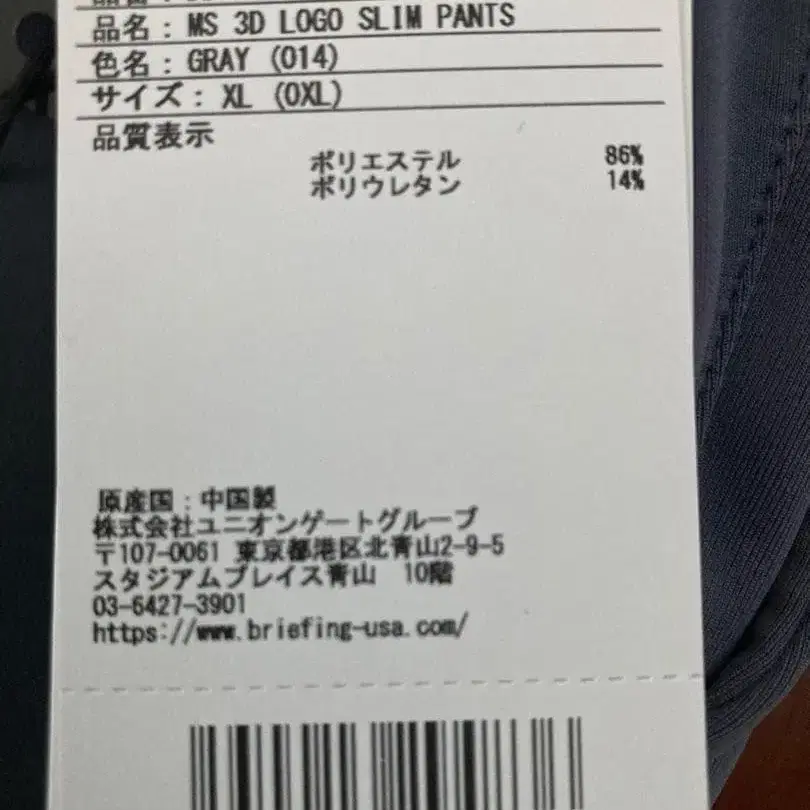 品名: MS 3D LOGO SLIM PANTS
色名: GRAY (014)
サイズ: XL (0XL)
品質表示
ポリエステル 86%
ポリウレタン 14%
原産国:中国製
株式会社ユニオンゲートグループ
〒107-0061 東京都港区北青山2-9-5
スタジアムプレイス青山 10階
03-6427-3901
https://www.briefing-usa.com/